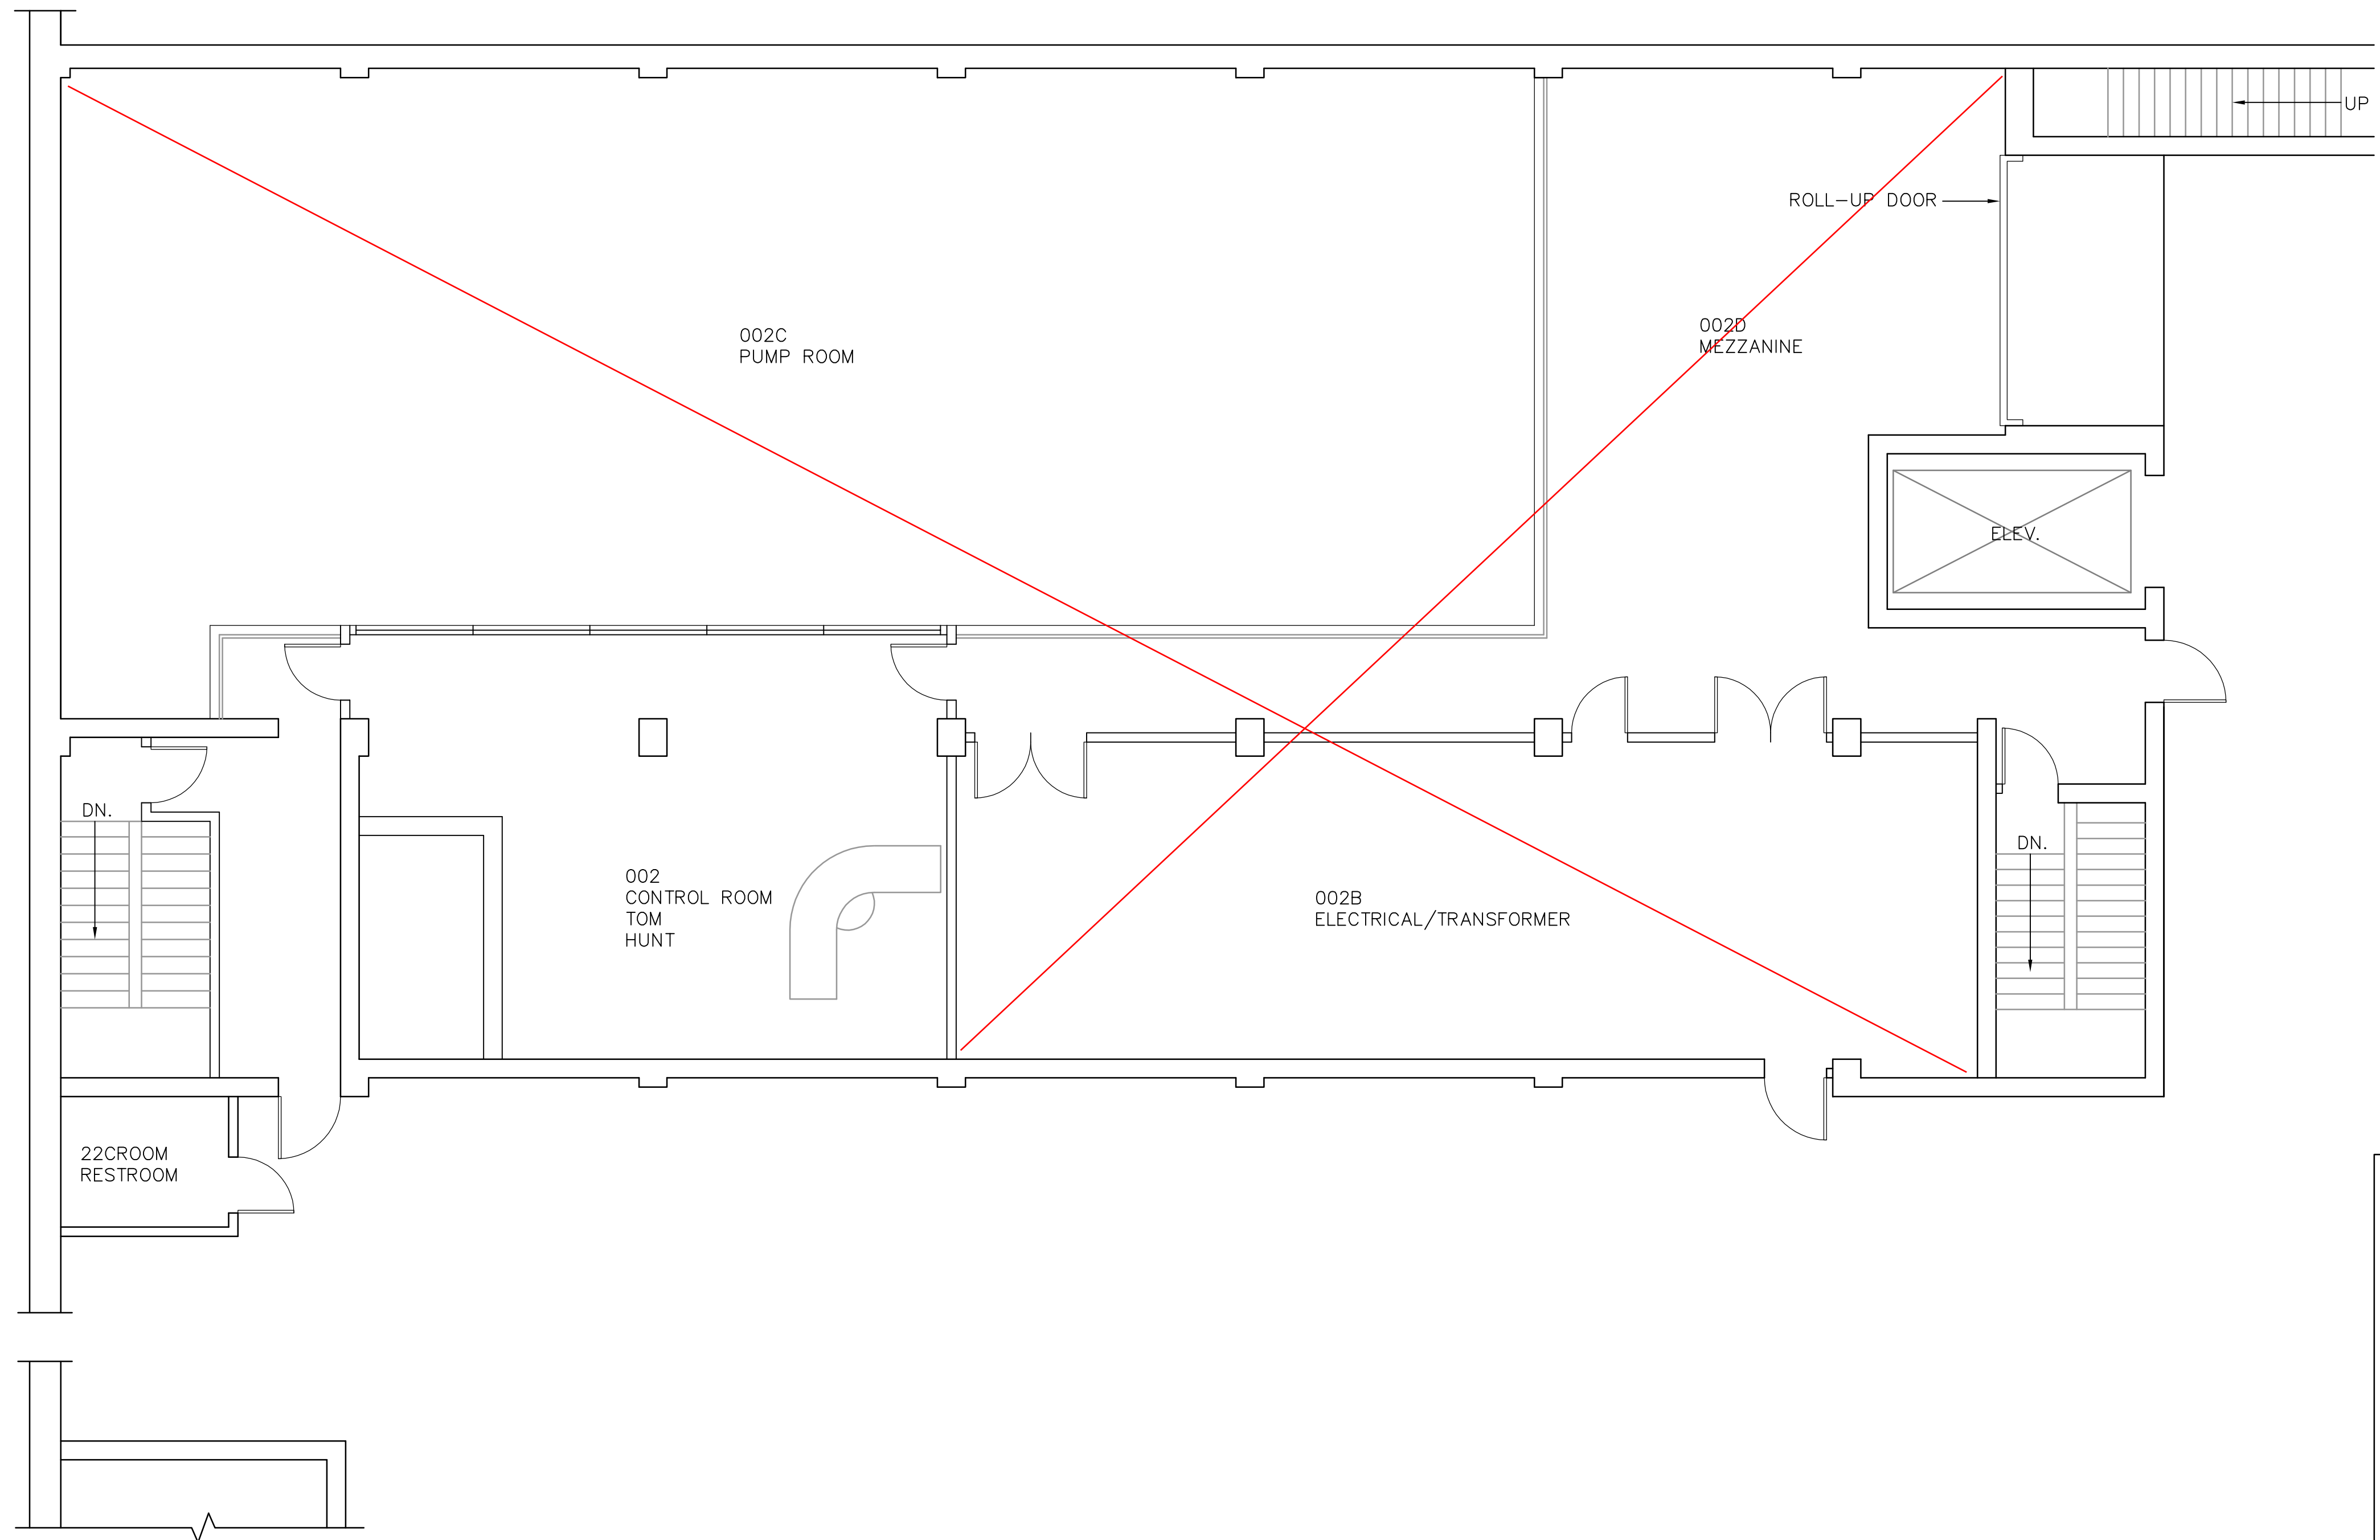 UP
ROLL-UP DOOR
002C
PUMP ROOM
002D
MEZZANINE
ELEV.
DN.
DN.
002
CONTROL ROOM
TOM
HUNT
002B
ELECTRICAL/TRANSFORMER
22CROOM
RESTROOM